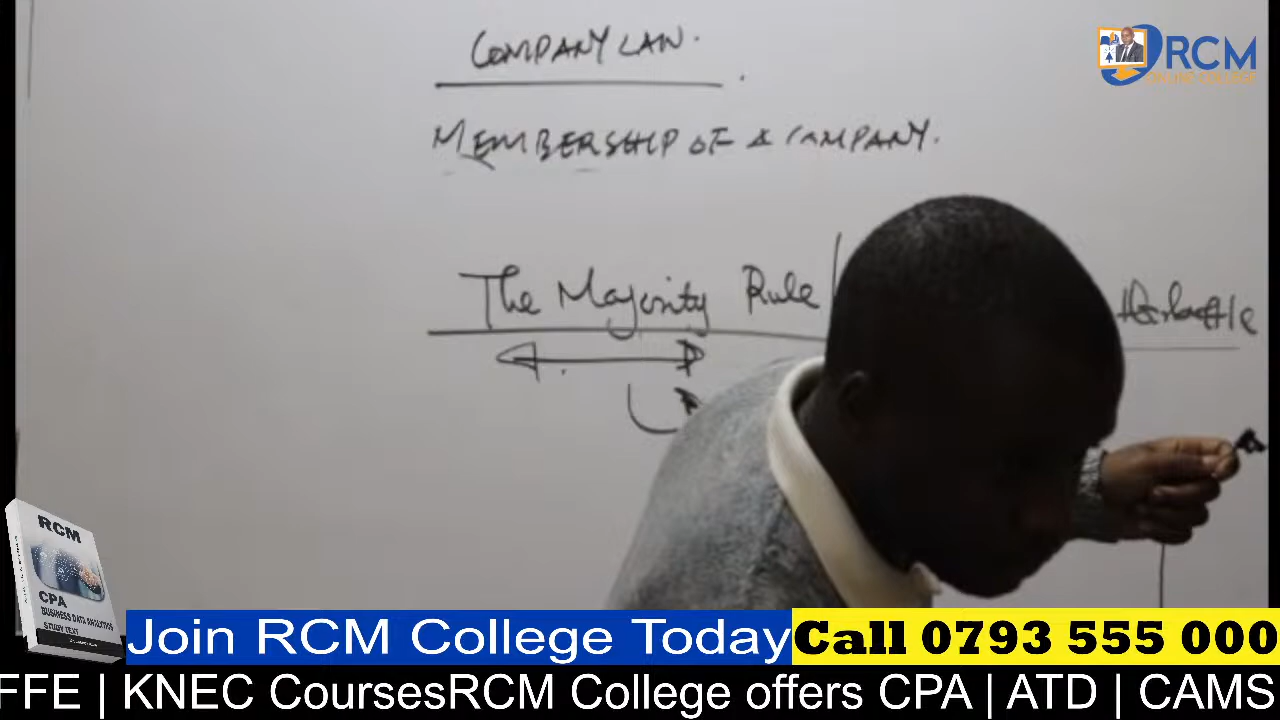 COMPANY LAW.
RCM
ONLINE COLLEGE
MEMBERSHIP OF A COMPANY.
The Majority Rule
RCM
CPA
BUSINESS DATA ANALYTICS
STUDY TEXT
Join RCM College Today
Call 0793 555 000
FFE | KNEC CoursesRCM College offers CPA | ATD | CAMS